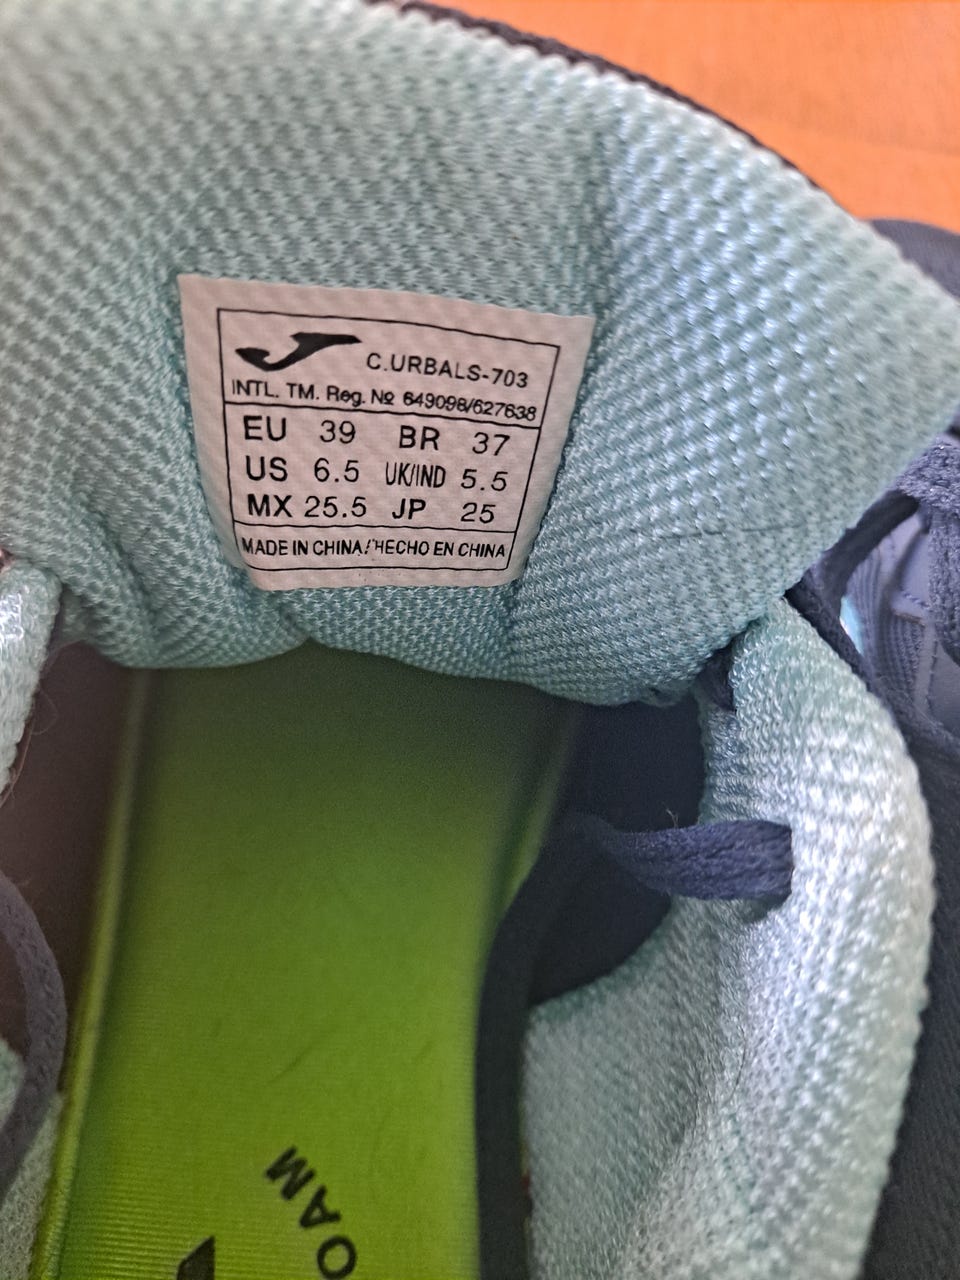 C.URBALS-703
INTL. TM. Reg. Nº 649098/627638
EU 39 BR 37
US 6.5 UK/IND 5.5
MX 25.5 JP 25
MADE IN CHINA/HECHO EN CHINA
OAM